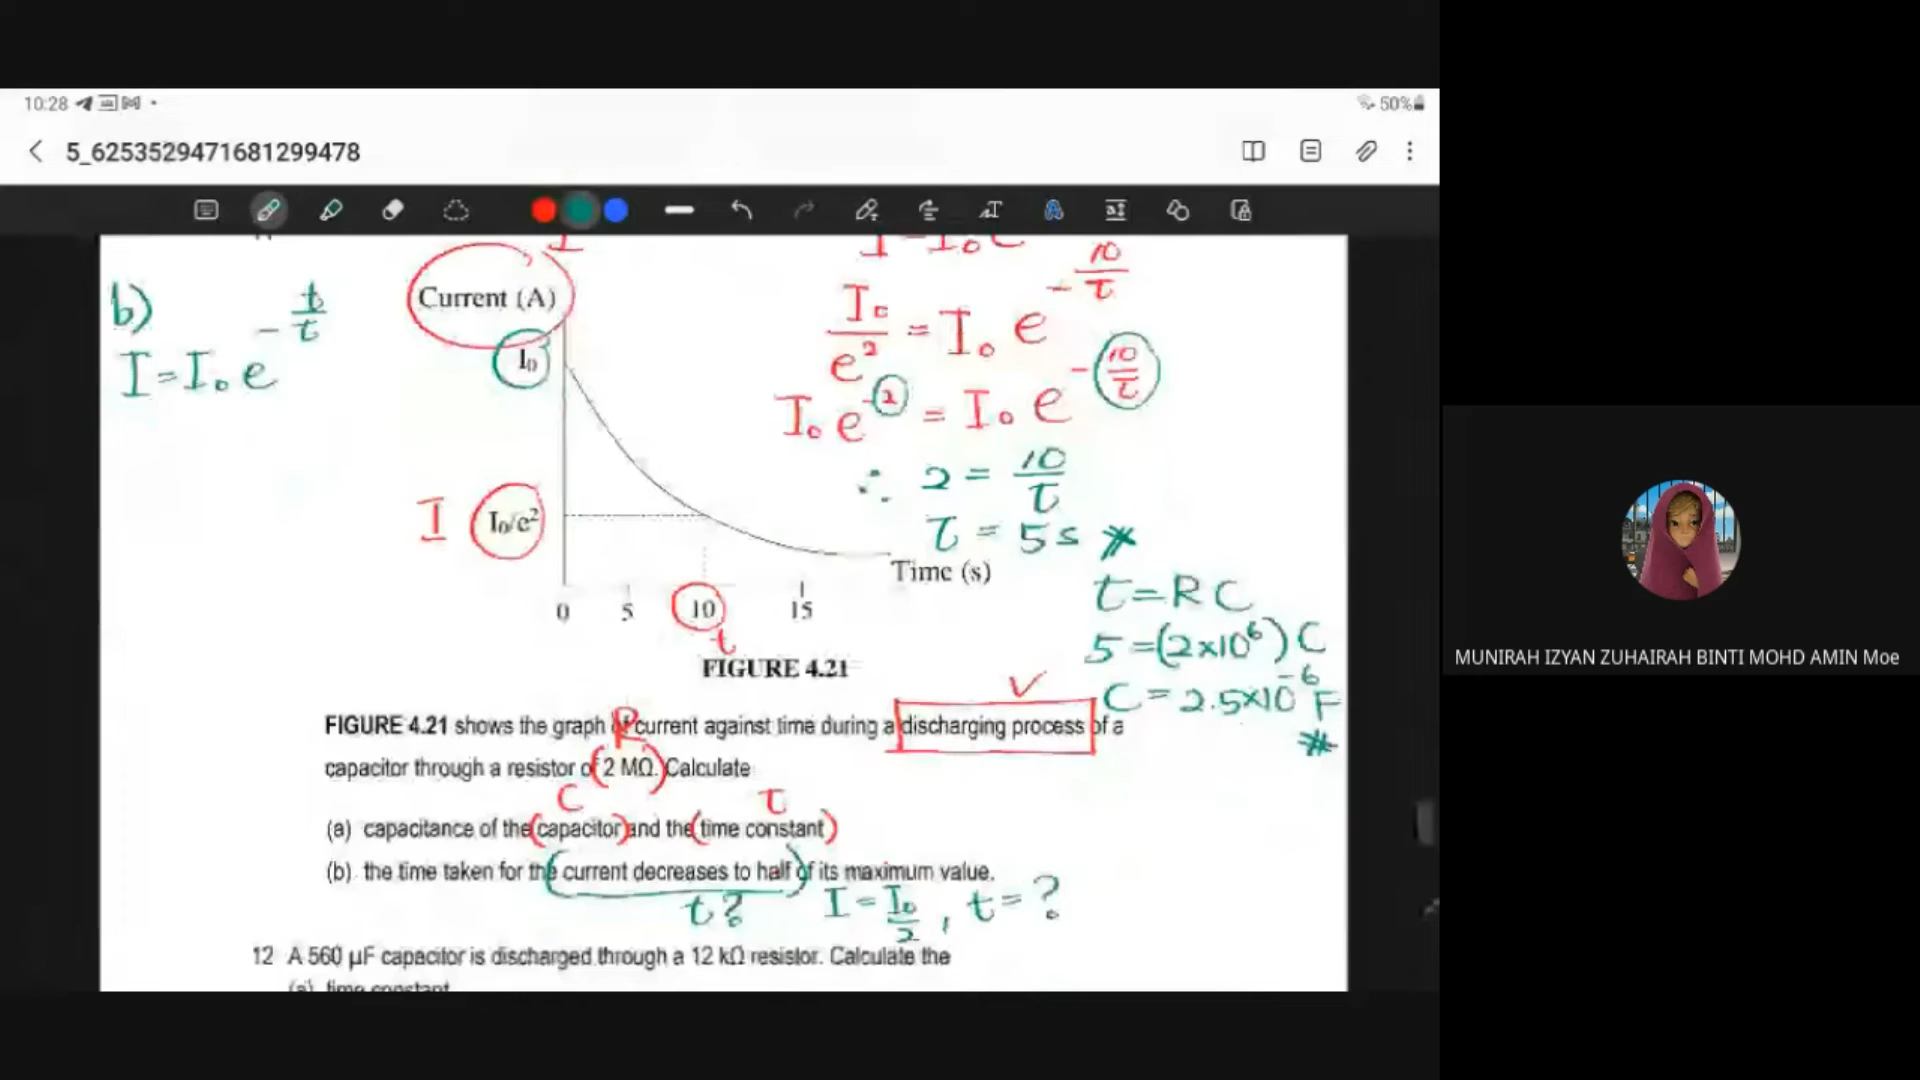 10:28
50%
5_6253529471681299478
b)
I = I₀ e^(-t/τ)
Current (A)
I₀
I I₀/e²
0 5 10 15
t
Time (s)
FIGURE 4.21
I₀/e² = I₀ e^(-10/τ)
I₀ e^(-2) = I₀ e^(-10/τ)
∴ 2 = 10/τ
τ = 5 s *
τ = RC
5 = (2×10⁶) C
C = 2.5×10⁻⁶ F
#
FIGURE 4.21 shows the graph of current against time during a discharging process of a
R
capacitor through a resistor of 2 MΩ. Calculate
C τ
(a) capacitance of the capacitor and the time constant
(b) the time taken for the current decreases to half of its maximum value.
t? I = I₀/2 , t = ?
12 A 560 µF capacitor is discharged through a 12 kΩ resistor. Calculate the
(a) time constant
MUNIRAH IZYAN ZUHAIRAH BINTI MOHD AMIN Moe